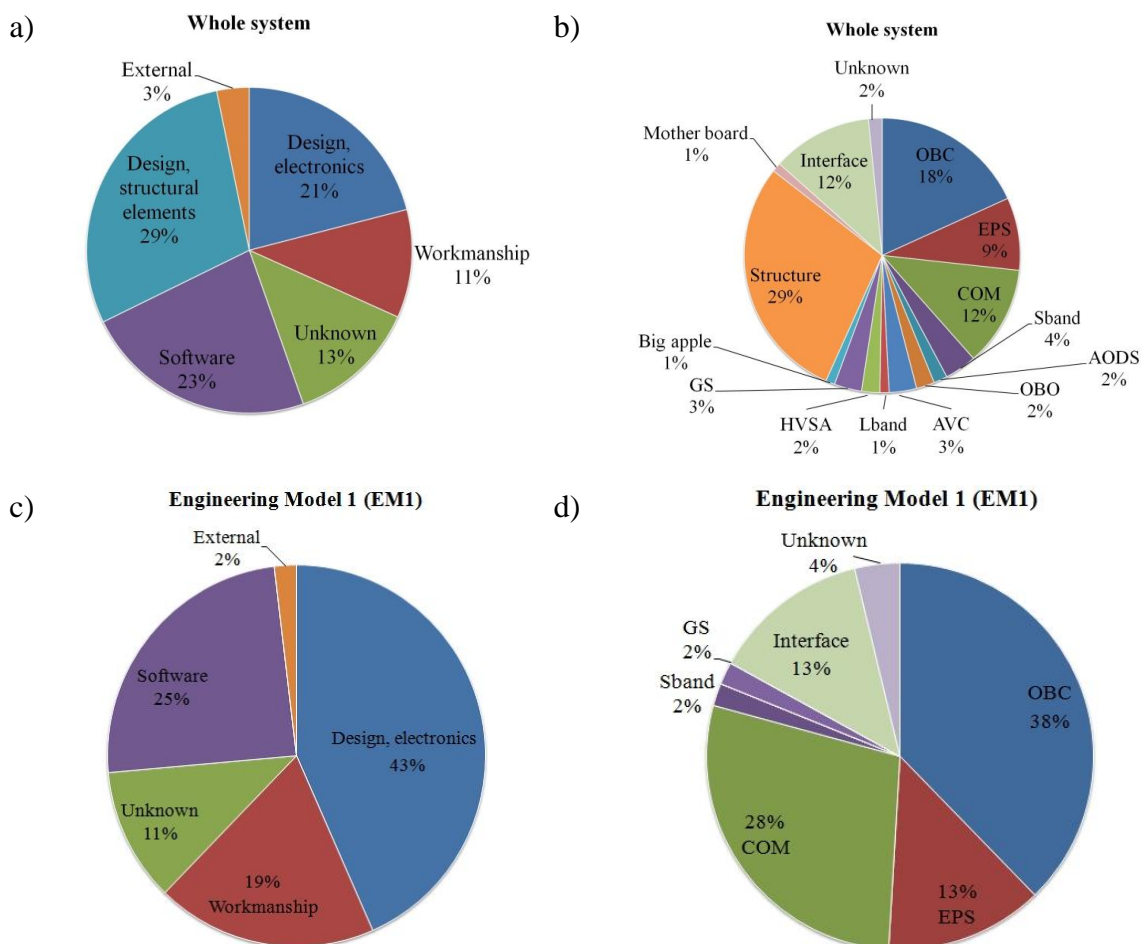 a)
Whole system
External
3%
Design,
electronics
21%
Workmanship
11%
Unknown
13%
Software
23%
Design,
structural
elements
29%
b)
Whole system
Unknown
2%
Mother board
1%
Interface
12%
OBC
18%
EPS
9%
COM
12%
Sband
4%
AODS
2%
OBO
2%
AVC
3%
Lband
1%
HVSA
2%
GS
3%
Big apple
1%
Structure
29%
c)
Engineering Model 1 (EM1)
External
2%
Design, electronics
43%
19%
Workmanship
Unknown
11%
Software
25%
d)
Engineering Model 1 (EM1)
Unknown
4%
GS
2%
Sband
2%
Interface
13%
OBC
38%
28%
COM
13%
EPS